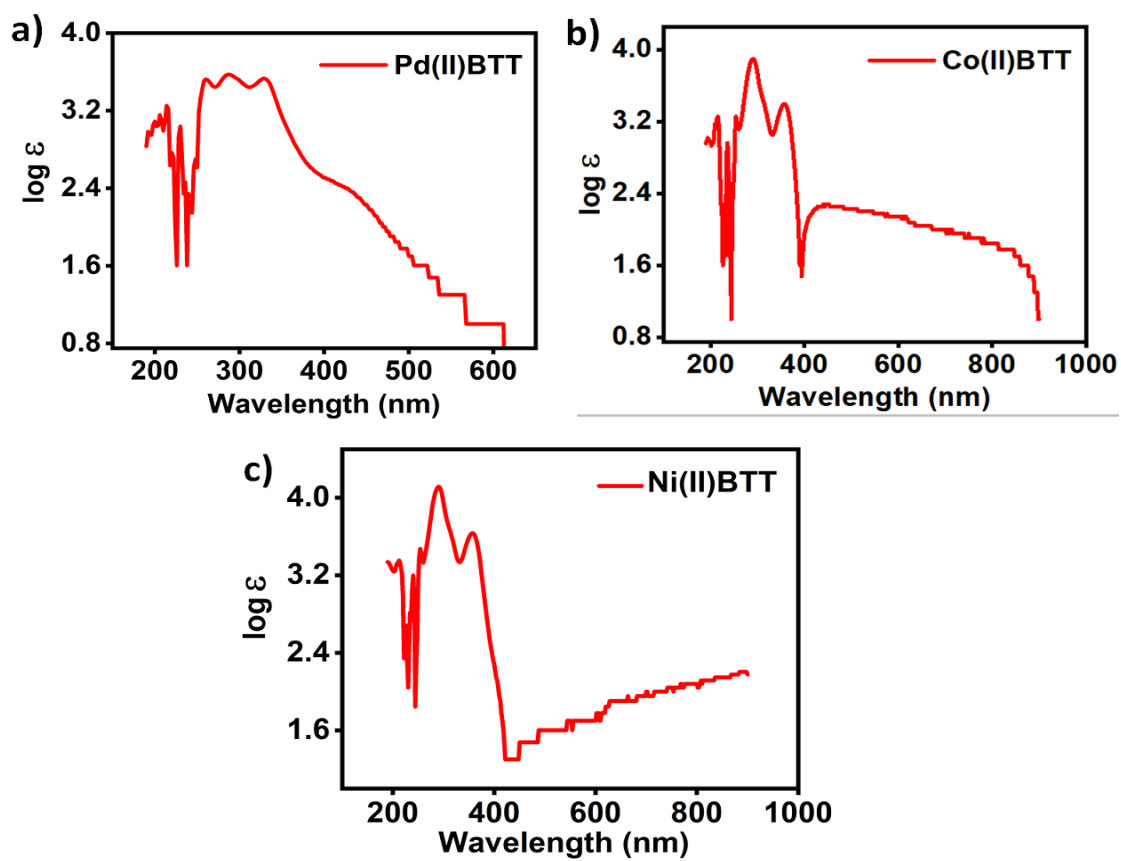 a)
Pd(II)BTT
4.0
3.2
2.4
1.6
0.8
log ε
200 300 400 500 600
Wavelength (nm)
b)
Co(II)BTT
4.0
3.2
2.4
1.6
0.8
log ε
200 400 600 800 1000
Wavelength (nm)
c)
Ni(II)BTT
4.0
3.2
2.4
1.6
log ε
200 400 600 800 1000
Wavelength (nm)